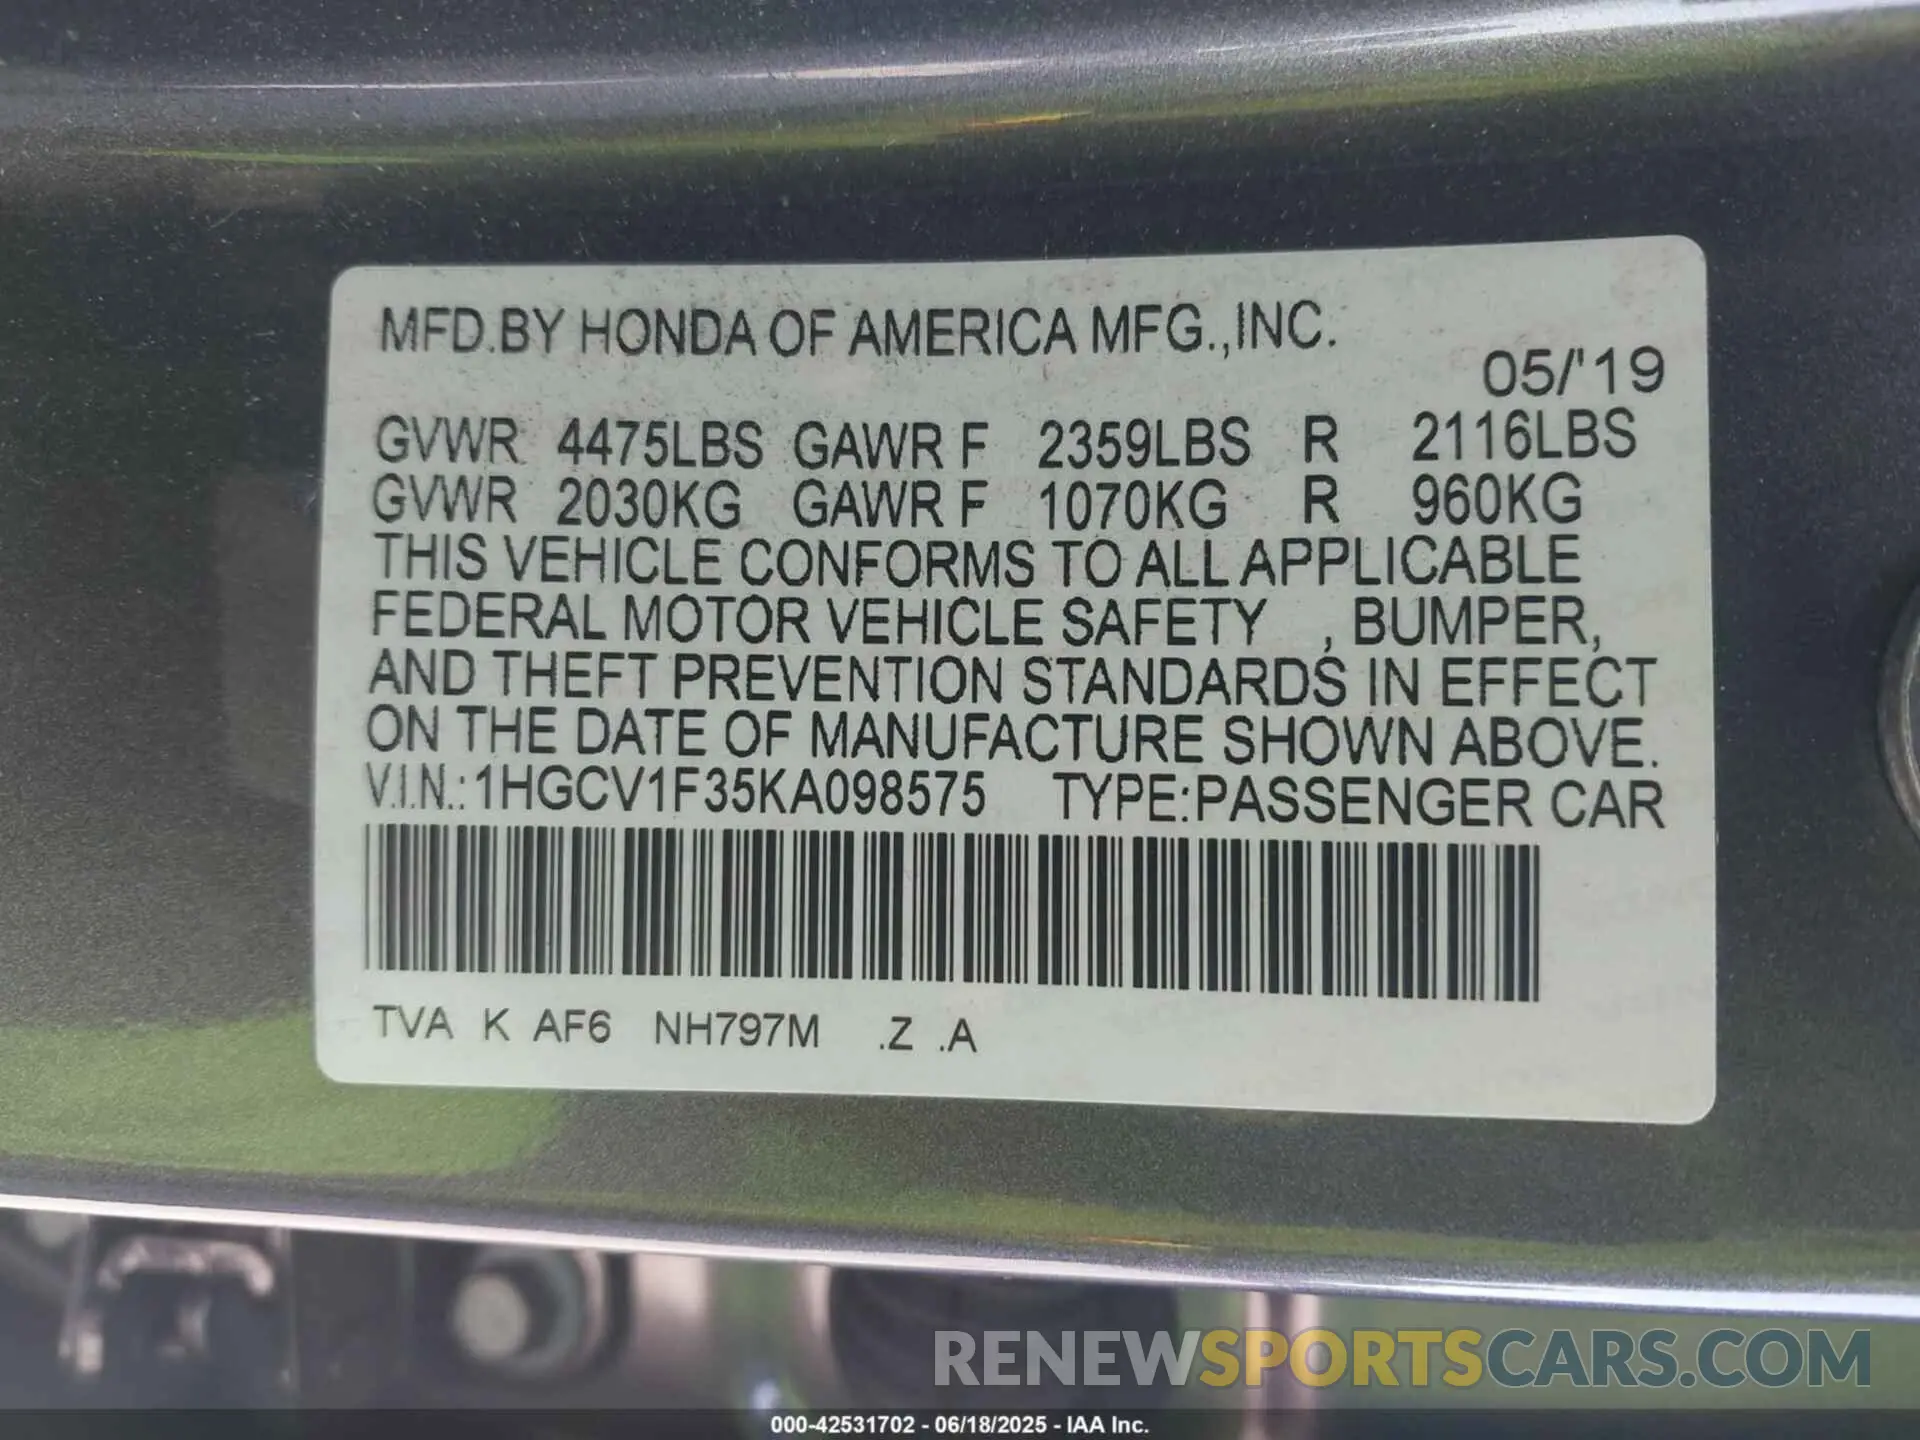 MFD.BY HONDA OF AMERICA MFG.,INC.
05/'19
GVWR 4475LBS GAWR F 2359LBS R 2116LBS
GVWR 2030KG GAWR F 1070KG R 960KG
THIS VEHICLE CONFORMS TO ALL APPLICABLE
FEDERAL MOTOR VEHICLE SAFETY , BUMPER,
AND THEFT PREVENTION STANDARDS IN EFFECT
ON THE DATE OF MANUFACTURE SHOWN ABOVE.
V.I.N.:1HGCV1F35KA098575 TYPE:PASSENGER CAR
TVA K AF6 NH797M .Z .A
RENEWSPORTSCARS.COM
000-42531702 - 06/18/2025 - IAA Inc.